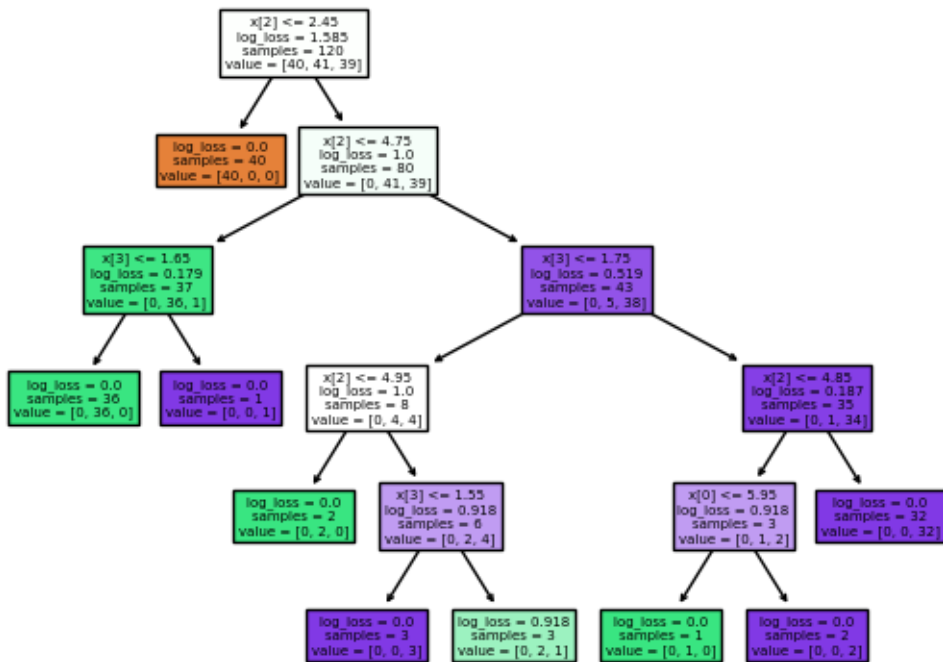 x[2] <= 2.45
log_loss = 1.585
samples = 120
value = [40, 41, 39]
log_loss = 0.0
samples = 40
value = [40, 0, 0]
x[2] <= 4.75
log_loss = 1.0
samples = 80
value = [0, 41, 39]
x[3] <= 1.65
log_loss = 0.179
samples = 37
value = [0, 36, 1]
x[3] <= 1.75
log_loss = 0.519
samples = 43
value = [0, 5, 38]
log_loss = 0.0
samples = 36
value = [0, 36, 0]
log_loss = 0.0
samples = 1
value = [0, 0, 1]
x[2] <= 4.95
log_loss = 1.0
samples = 8
value = [0, 4, 4]
x[2] <= 4.85
log_loss = 0.187
samples = 35
value = [0, 1, 34]
log_loss = 0.0
samples = 2
value = [0, 2, 0]
x[3] <= 1.55
log_loss = 0.918
samples = 6
value = [0, 2, 4]
x[0] <= 5.95
log_loss = 0.918
samples = 3
value = [0, 1, 2]
log_loss = 0.0
samples = 32
value = [0, 0, 32]
log_loss = 0.0
samples = 3
value = [0, 0, 3]
log_loss = 0.918
samples = 3
value = [0, 2, 1]
log_loss = 0.0
samples = 1
value = [0, 1, 0]
log_loss = 0.0
samples = 2
value = [0, 0, 2]